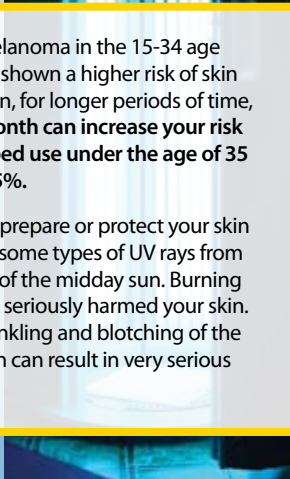 elanoma in the 15-34 age
shown a higher risk of skin
n, for longer periods of time,
onth can increase your risk
ed use under the age of 35
5%.
prepare or protect your skin
some types of UV rays from
of the midday sun. Burning
seriously harmed your skin.
nkling and blotching of the
n can result in very serious